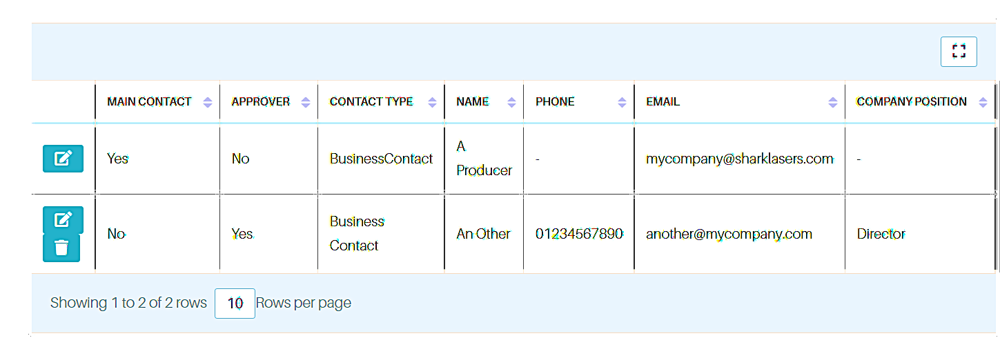 MAIN CONTACT APPROVER CONTACT TYPE NAME PHONE EMAIL COMPANY POSITION
Yes No BusinessContact A Producer - mycompany@sharklasers.com -
No Yes Business Contact An Other 01234567890 another@mycompany.com Director
Showing 1 to 2 of 2 rows 10 Rows per page